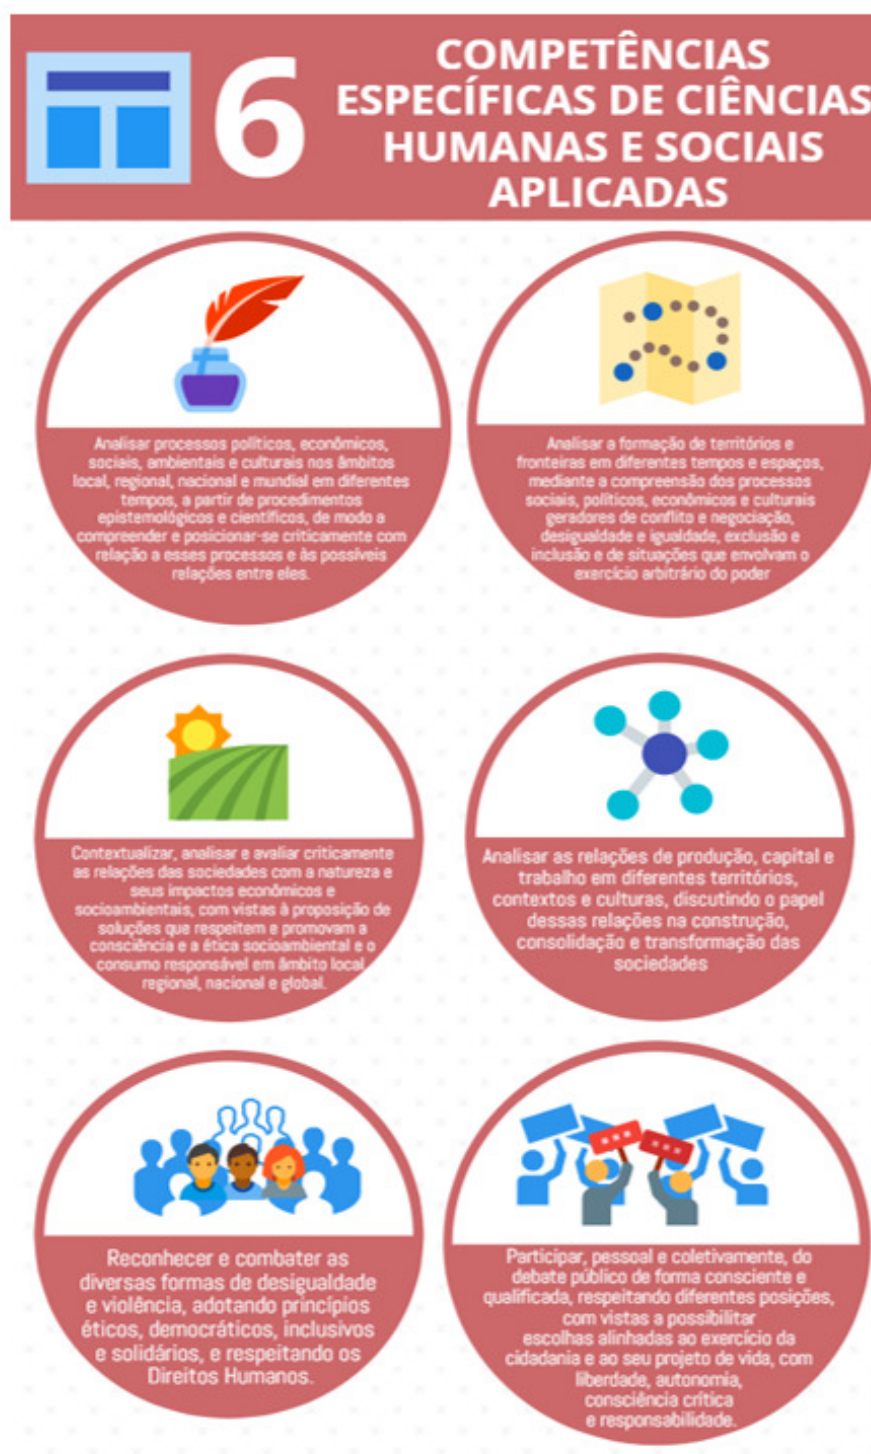 6
COMPETÊNCIAS
ESPECÍFICAS DE CIÊNCIAS
HUMANAS E SOCIAIS
APLICADAS
Analisar processos políticos, econômicos,
sociais, ambientais e culturais nos âmbitos
local, regional, nacional e mundial em diferentes
tempos, a partir de procedimentos
epistemológicos e científicos, de modo a
compreender e posicionar-se criticamente com
relação a esses processos e às possíveis
relações entre eles.
Analisar a formação de territórios e
fronteiras em diferentes tempos e espaços,
mediante a compreensão dos processos
sociais, políticos, econômicos e culturais
geradores de conflito e negociação,
desigualdade e igualdade, exclusão e
inclusão e de situações que envolvam o
exercício arbitrário do poder
Contextualizar, analisar e avaliar criticamente
as relações das sociedades com a natureza e
seus impactos econômicos e
socioambientais, com vistas à proposição de
soluções que respeitem e promovam a
consciência e a ética socioambiental e o
consumo responsável em âmbito local,
regional, nacional e global.
Analisar as relações de produção, capital e
trabalho em diferentes territórios,
contextos e culturas, discutindo o papel
dessas relações na construção,
consolidação e transformação das
sociedades
Reconhecer e combater as
diversas formas de desigualdade
e violência, adotando princípios
éticos, democráticos, inclusivos
e solidários, e respeitando os
Direitos Humanos.
Participar, pessoal e coletivamente, do
debate público de forma consciente e
qualificada, respeitando diferentes posições,
com vistas a possibilitar
escolhas alinhadas ao exercício da
cidadania e ao seu projeto de vida, com
liberdade, autonomia,
consciência crítica
e responsabilidade.